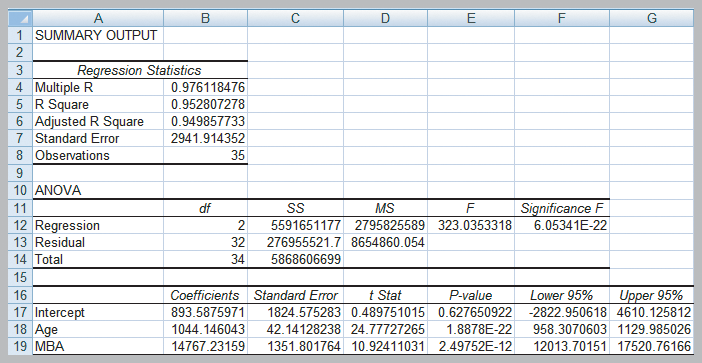 A B C D E F G
1 SUMMARY OUTPUT
2
3 Regression Statistics
4 Multiple R 0.976118476
5 R Square 0.952807278
6 Adjusted R Square 0.949857733
7 Standard Error 2941.914352
8 Observations 35
9
10 ANOVA
11 df SS MS F Significance F
12 Regression 2 5591651177 2795825589 323.0353318 6.05341E-22
13 Residual 32 276955521.7 8654860.054
14 Total 34 5868606699
15
16 Coefficients Standard Error t Stat P-value Lower 95% Upper 95%
17 Intercept 893.5875971 1824.575283 0.489751015 0.627650922 -2822.950618 4610.125812
18 Age 1044.146043 42.14128238 24.77727265 1.8878E-22 958.3070603 1129.985026
19 MBA 14767.23159 1351.801764 10.92411031 2.49752E-12 12013.70151 17520.76166